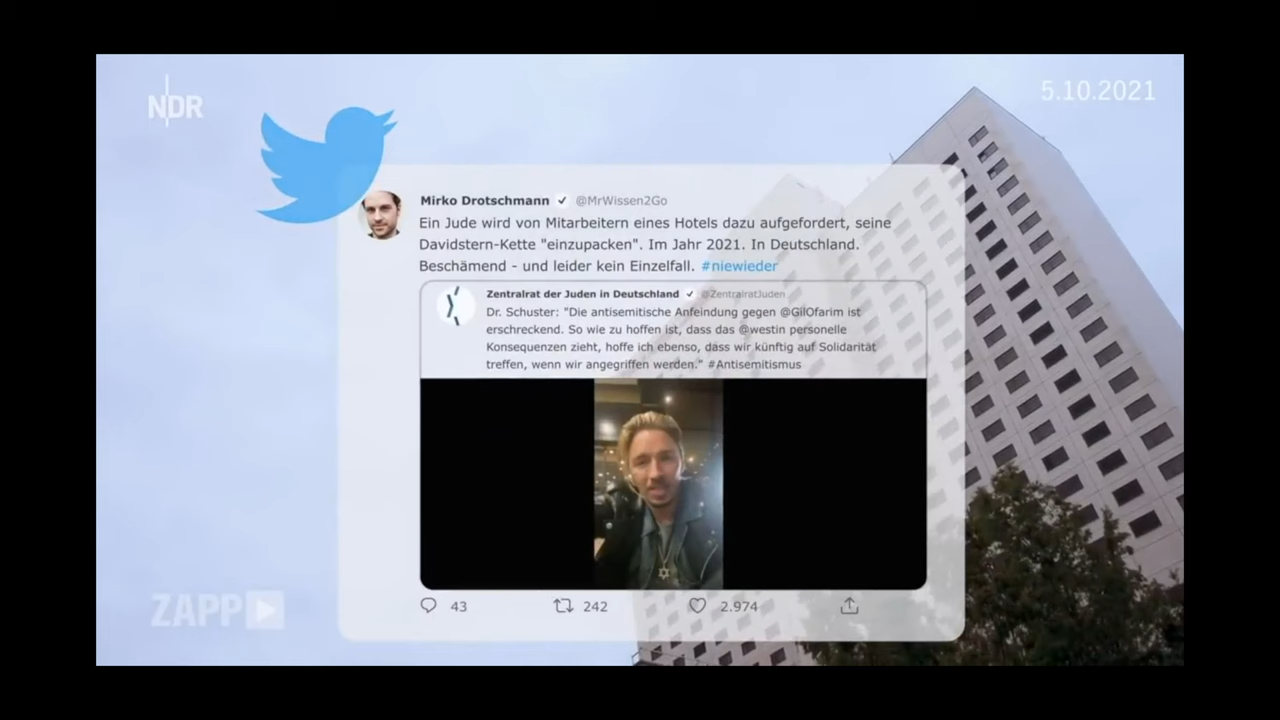 NDR
5.10.2021
Mirko Drotschmann @MrWissen2Go
Ein Jude wird von Mitarbeitern eines Hotels dazu aufgefordert, seine
Davidstern-Kette "einzupacken". Im Jahr 2021. In Deutschland.
Beschämend - und leider kein Einzelfall. #niewieder
Zentralrat der Juden in Deutschland @ZentralratJuden
Dr. Schuster: "Die antisemitische Anfeindung gegen @GilOfarim ist
erschreckend. So wie zu hoffen ist, dass das @westin personelle
Konsequenzen zieht, hoffe ich ebenso, dass wir künftig auf Solidarität
treffen, wenn wir angegriffen werden." #Antisemitismus
43 242 2.974
ZAPP